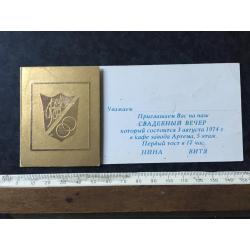 Уважаем
Приглашаем Вас на наш
СВАДЕБНЫЙ ВЕЧЕР
который состоится 3 августа 1974 г.
в кафе завода Артема, 5 этаж.
Первый тост в 17 час.
НИНА ВИТЯ